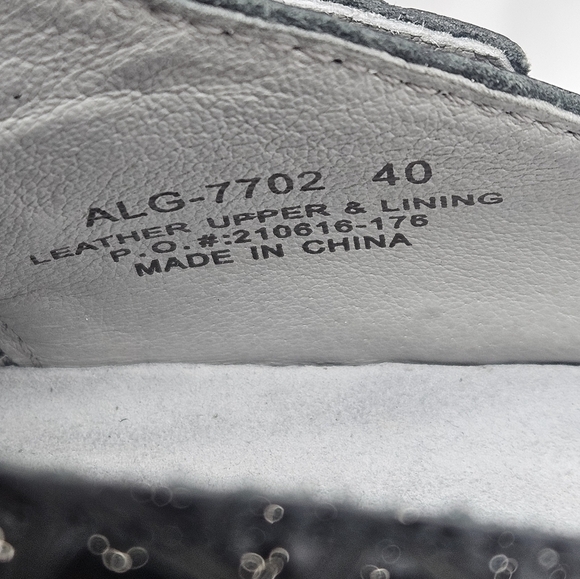 ALG-7702 40
LEATHER UPPER & LINING
P.O.#:210616-176
MADE IN CHINA